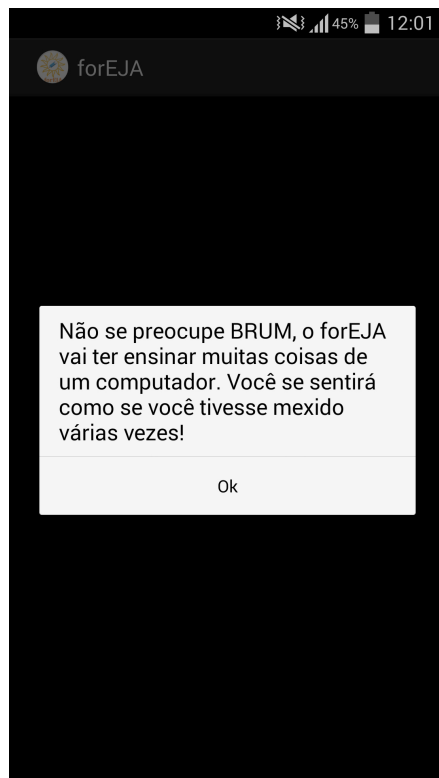 45% 12:01
forEJA
Não se preocupe BRUM, o forEJA
vai ter ensinar muitas coisas de
um computador. Você se sentirá
como se você tivesse mexido
várias vezes!
Ok